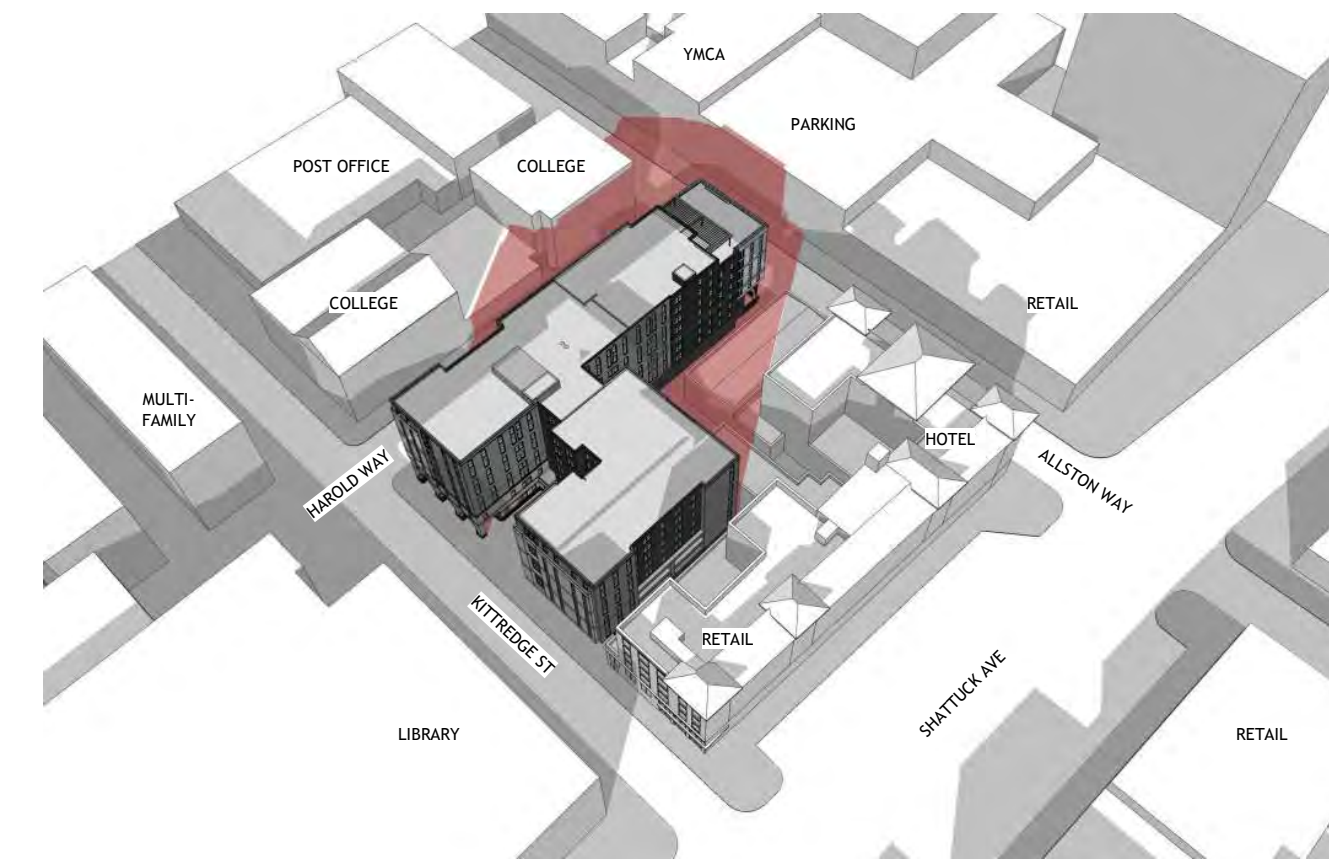 YMCA
PARKING
POST OFFICE
COLLEGE
COLLEGE
RETAIL
MULTI-
FAMILY
HOTEL
HAROLD WAY
ALLSTON WAY
KITTREDGE ST
RETAIL
SHATTUCK AVE
LIBRARY
RETAIL